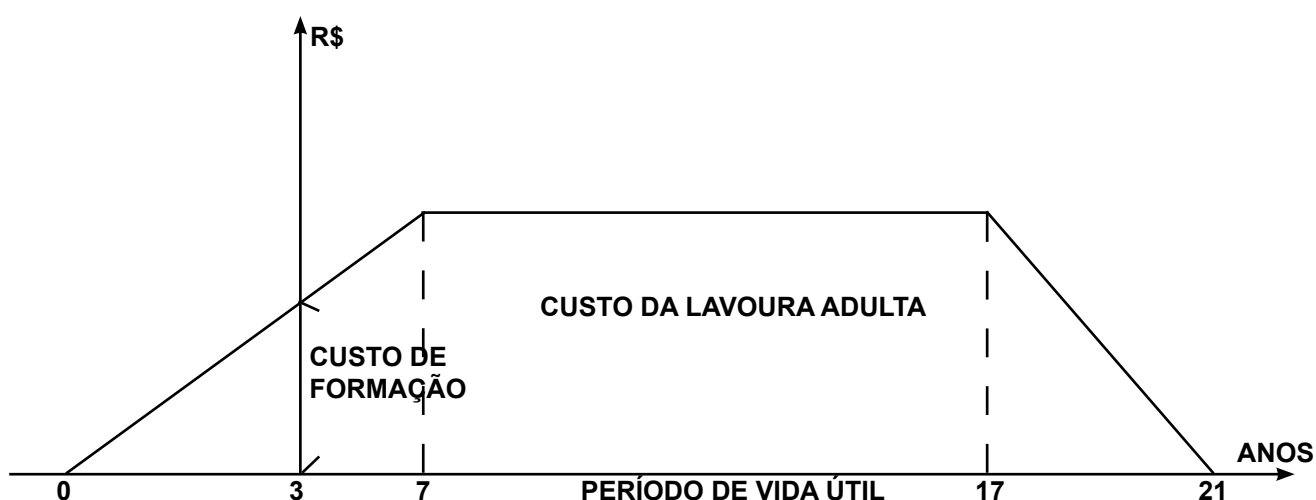 R$
CUSTO DA LAVOURA ADULTA
CUSTO DE
FORMAÇÃO
ANOS
0 3 7 PERÍODO DE VIDA ÚTIL 17 21